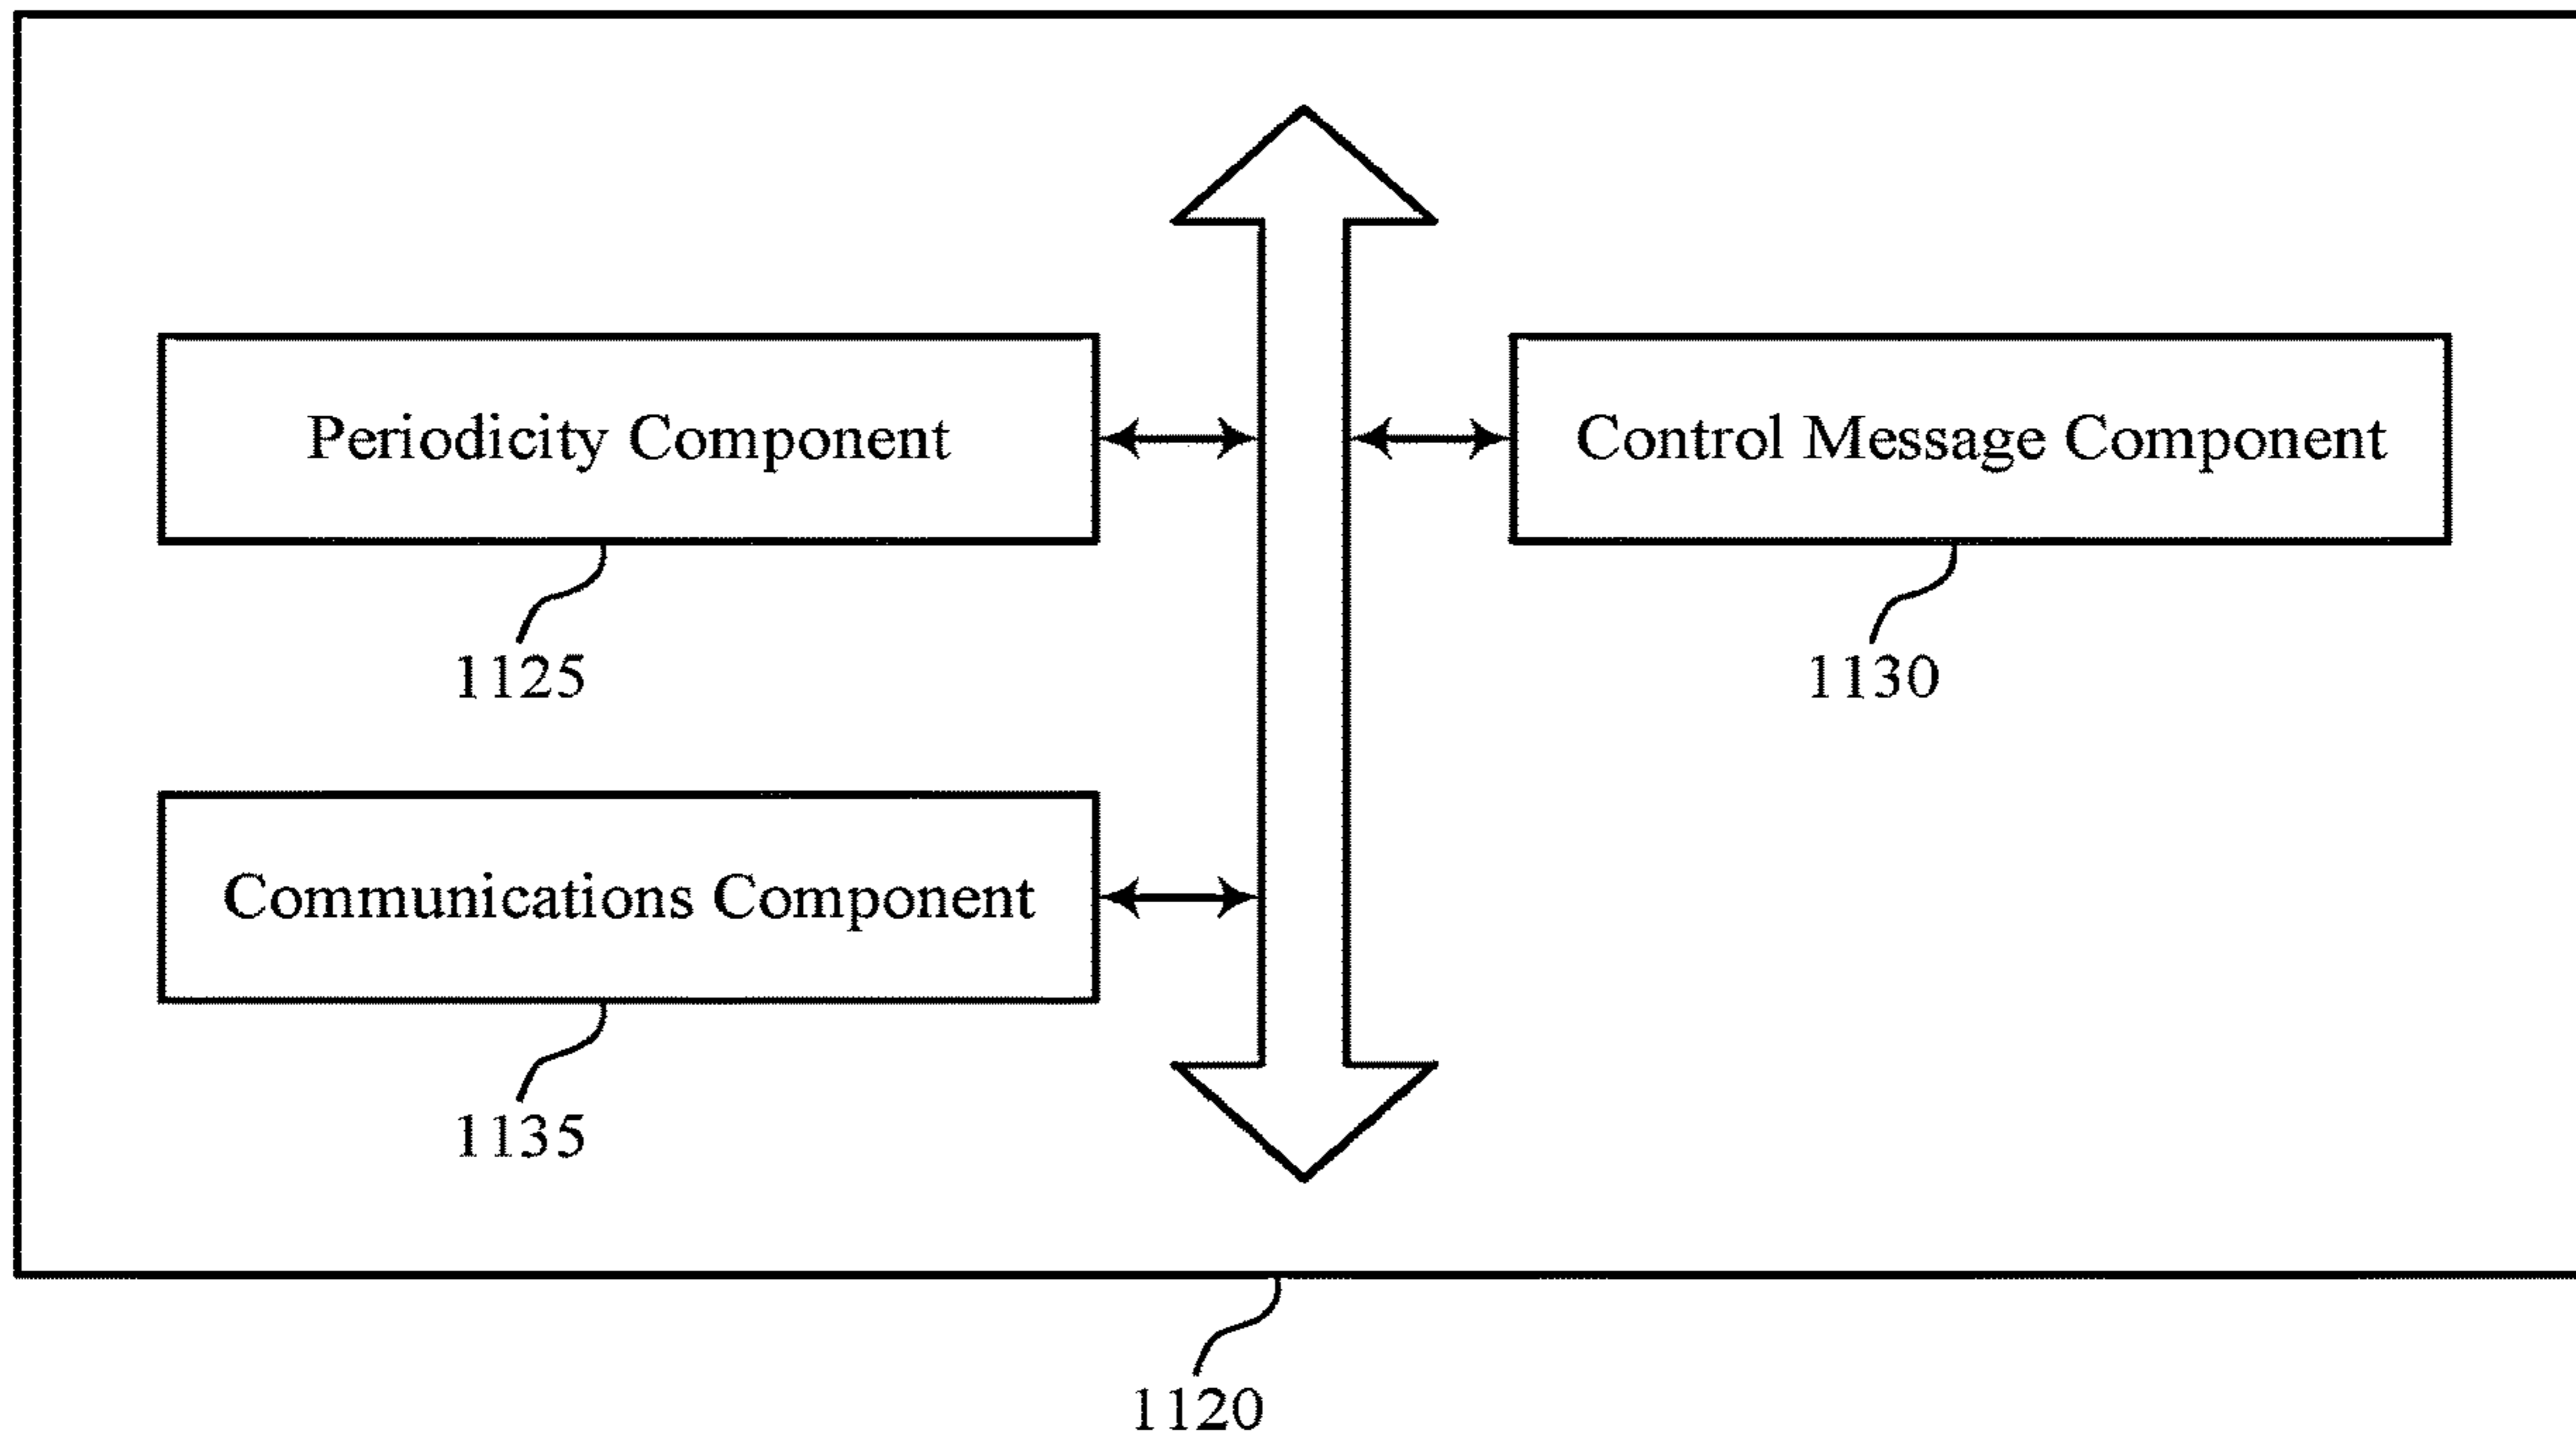 Periodicity Component
Control Message Component
1125
1130
Communications Component
1135
1120